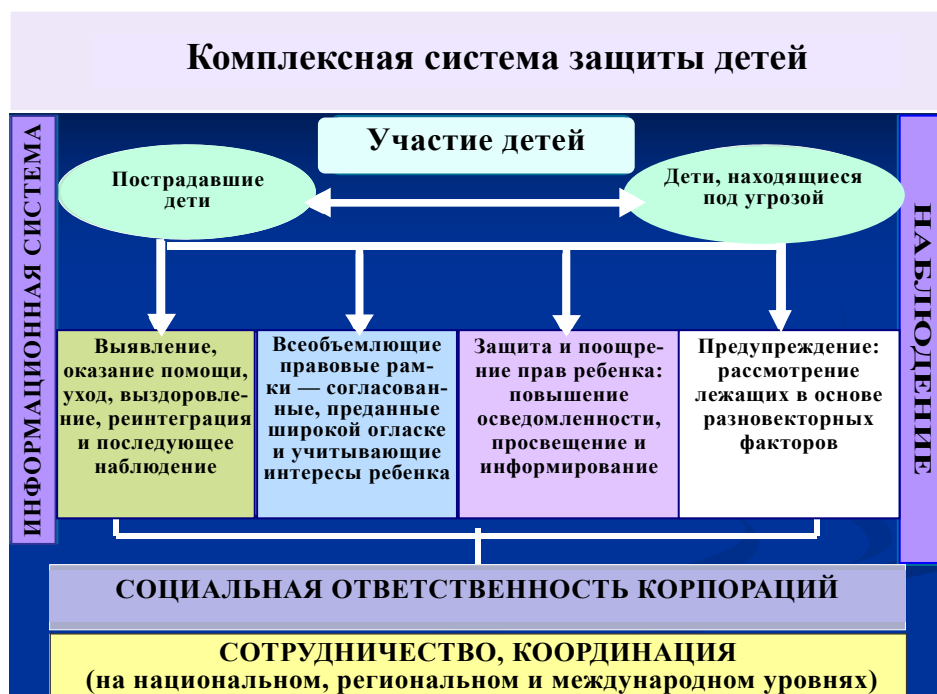 Комплексная система защиты детей
Участие детей
Пострадавшие
дети
Дети, находящиеся
под угрозой
ИНФОРМАЦИОННАЯ СИСТЕМА
НАБЛЮДЕНИЕ
Выявление,
оказание помощи,
уход, выздоровле-
ние, реинтеграция
и последующее
наблюдение
Всеобъемлющие
правовые рам-
ки — согласован-
ные, преданные
широкой огласке
и учитывающие
интересы ребенка
Защита и поощре-
ние прав ребенка:
повышение
осведомленности,
просвещение и
информирование
Предупреждение:
рассмотрение
лежащих в основе
разновекторных
факторов
СОЦИАЛЬНАЯ ОТВЕТСТВЕННОСТЬ КОРПОРАЦИЙ
СОТРУДНИЧЕСТВО, КООРДИНАЦИЯ
(на национальном, региональном и международном уровнях)